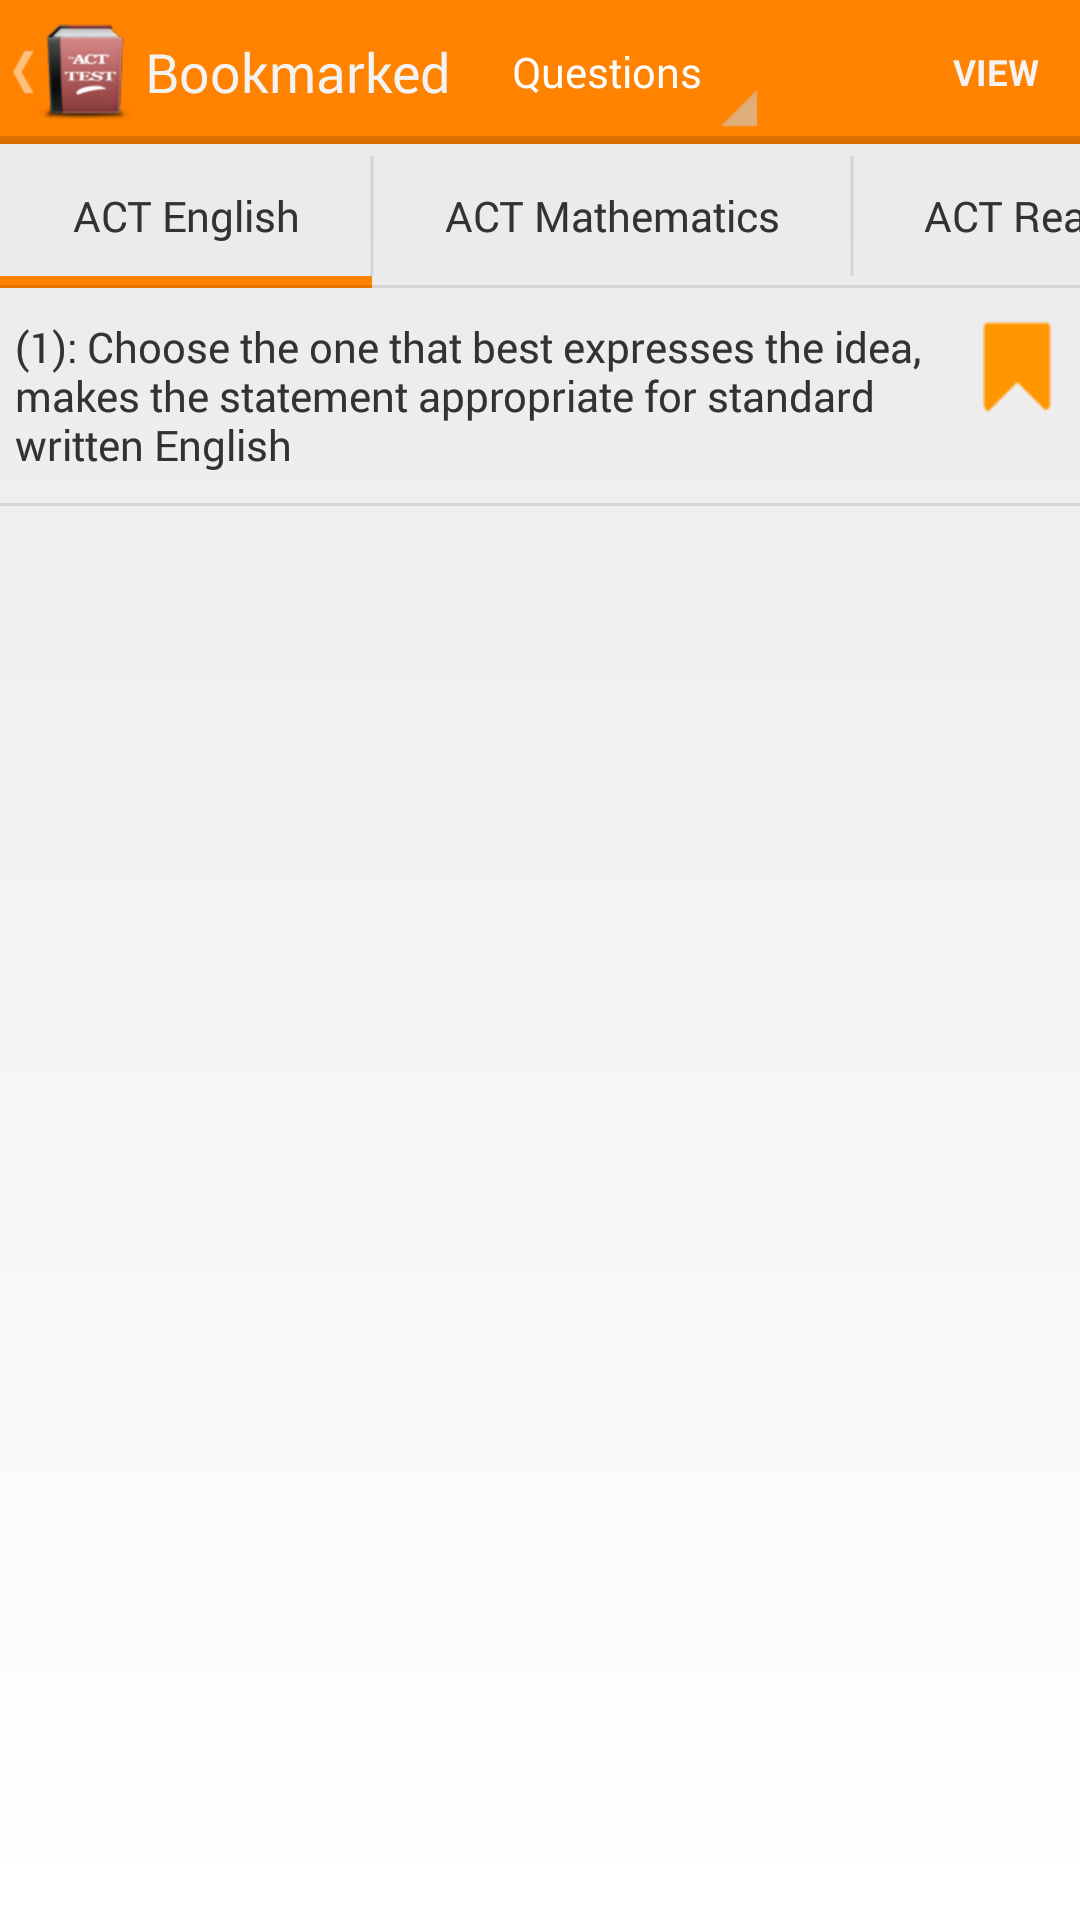 ACT
TEST
Bookmarked
Questions
VIEW
ACT English
ACT Mathematics
ACT Rea
(1): Choose the one that best expresses the idea,
makes the statement appropriate for standard
written English